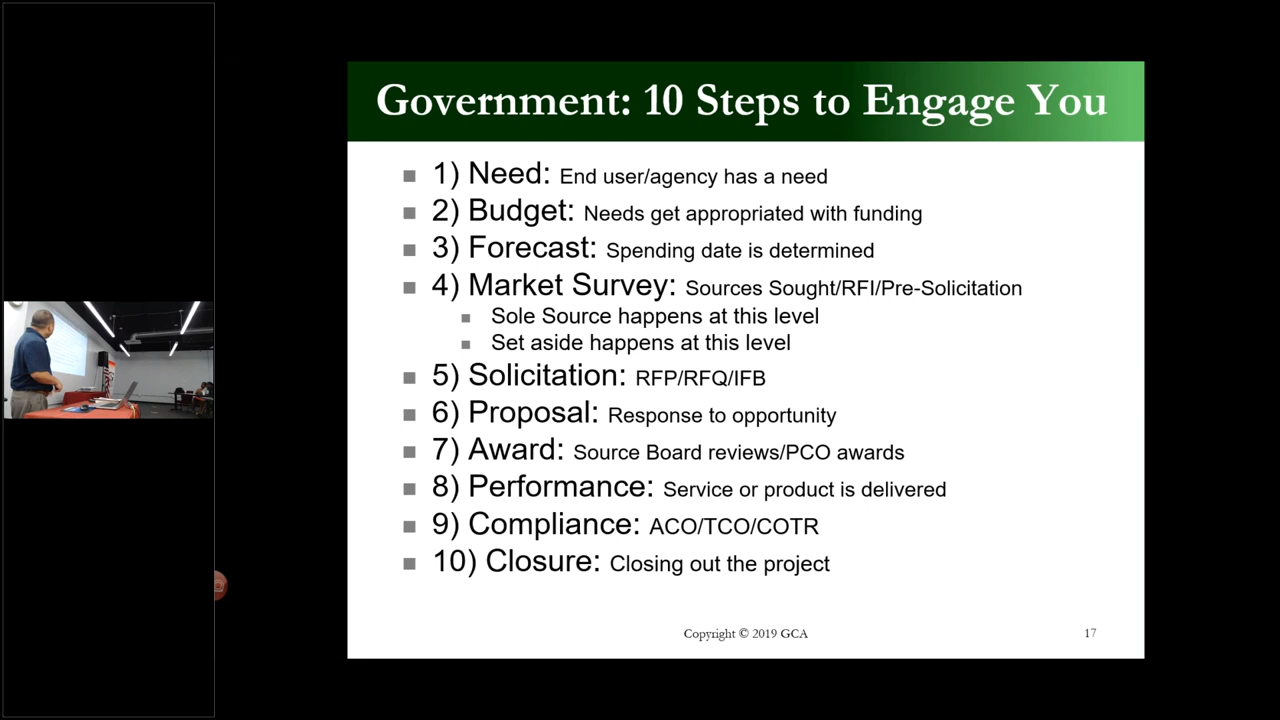 Government: 10 Steps to Engage You
1) Need: End user/agency has a need
2) Budget: Needs get appropriated with funding
3) Forecast: Spending date is determined
4) Market Survey: Sources Sought/RFI/Pre-Solicitation
Sole Source happens at this level
Set aside happens at this level
5) Solicitation: RFP/RFQ/IFB
6) Proposal: Response to opportunity
7) Award: Source Board reviews/PCO awards
8) Performance: Service or product is delivered
9) Compliance: ACO/TCO/COTR
10) Closure: Closing out the project
Copyright © 2019 GCA
17